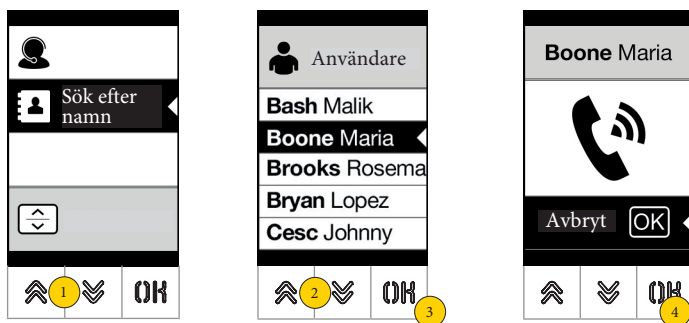 Sök efter
namn
OK
1
Användare
Bash Malik
Boone Maria
Brooks Rosema
Bryan Lopez
Cesc Johnny
OK
2
3
Boone Maria
Avbryt OK
OK
4